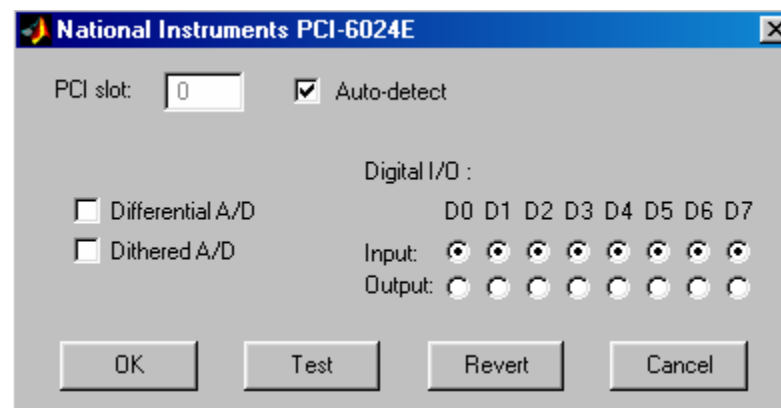 National Instruments PCI-6024E
PCI slot: 0 Auto-detect
Digital I/O :
Differential A/D D0 D1 D2 D3 D4 D5 D6 D7
Dithered A/D Input:
Output:
OK Test Revert Cancel